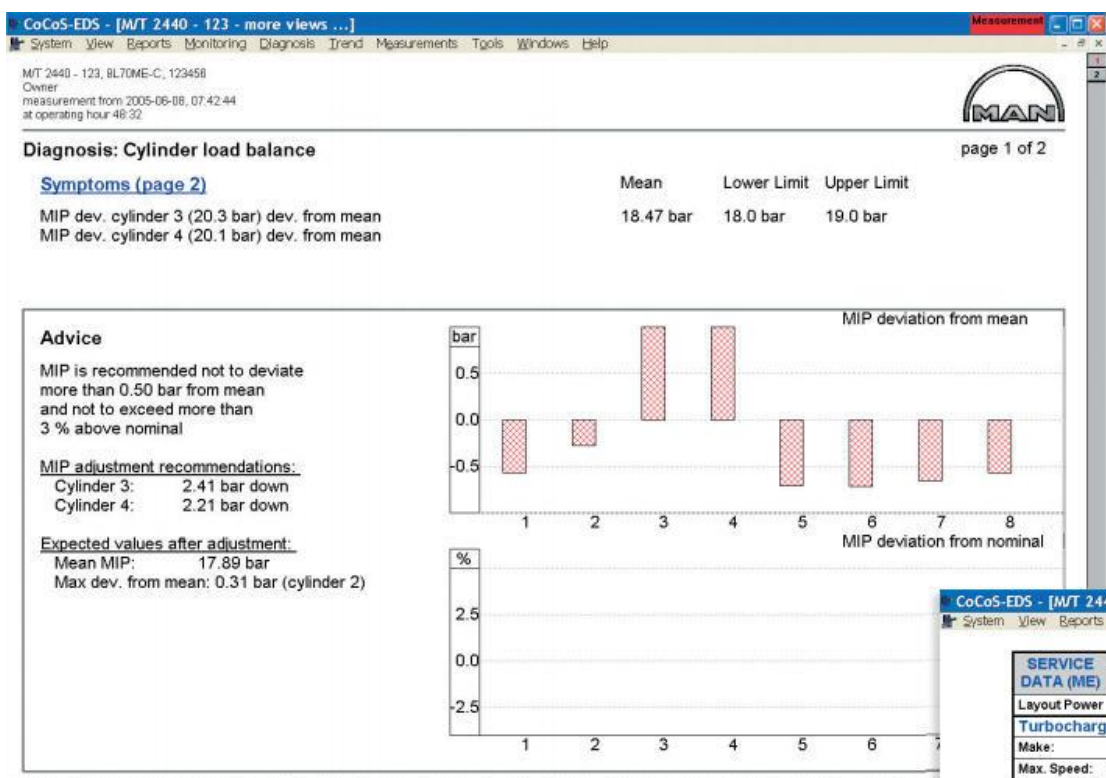 CoCoS-EDS - [M/T 2440 - 123 - more views ...]
Measurement
System View Reports Monitoring Diagnosis Trend Measurements Tools Windows Help
1
2
M/T 2440 - 123, 8L70ME-C, 123456
Owner
measurement from 2005-06-08, 07:42:44
at operating hour 48:32
MAN
Diagnosis: Cylinder load balance
page 1 of 2
Symptoms (page 2)
Mean Lower Limit Upper Limit
MIP dev. cylinder 3 (20.3 bar) dev. from mean 18.47 bar 18.0 bar 19.0 bar
MIP dev. cylinder 4 (20.1 bar) dev. from mean
Advice
MIP is recommended not to deviate
more than 0.50 bar from mean
and not to exceed more than
3 % above nominal
MIP adjustment recommendations:
Cylinder 3: 2.41 bar down
Cylinder 4: 2.21 bar down
Expected values after adjustment:
Mean MIP: 17.89 bar
Max dev. from mean: 0.31 bar (cylinder 2)
MIP deviation from mean
bar
0.5
0.0
-0.5
1 2 3 4 5 6 7 8
MIP deviation from nominal
%
2.5
0.0
-2.5
1 2 3 4 5 6
CoCoS-EDS - [M/T 24
System View Reports
SERVICE
DATA (ME)
Layout Power
Turbocharg
Make:
Max. Speed: